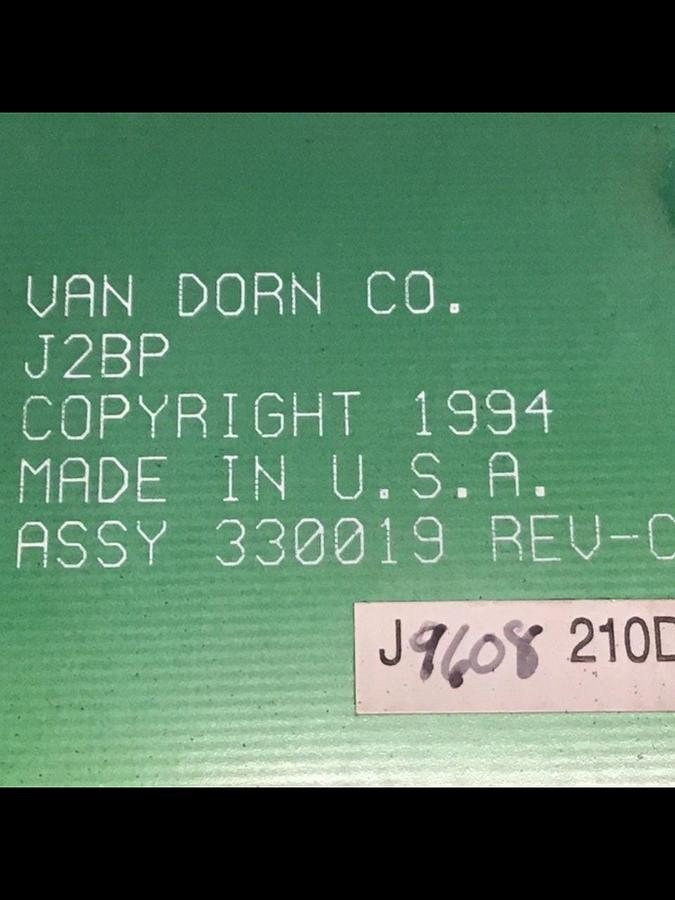 VAN DORN CO.
J2BP
COPYRIGHT 1994
MADE IN U.S.A.
ASSY 330019 REV-C
J9608 210D